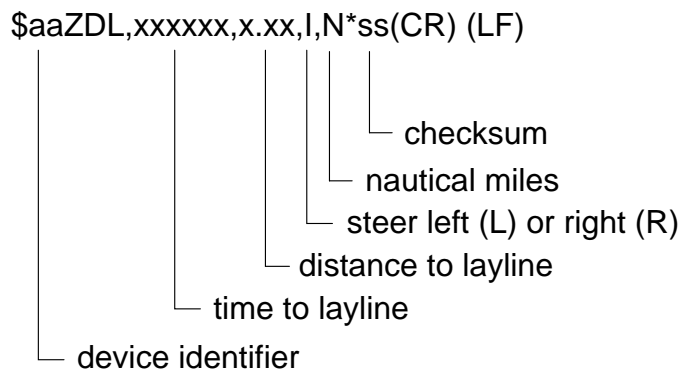 $aaZDL,xxxxxx,x.xx,I,N*ss(CR) (LF)
checksum
nautical miles
steer left (L) or right (R)
distance to layline
time to layline
device identifier